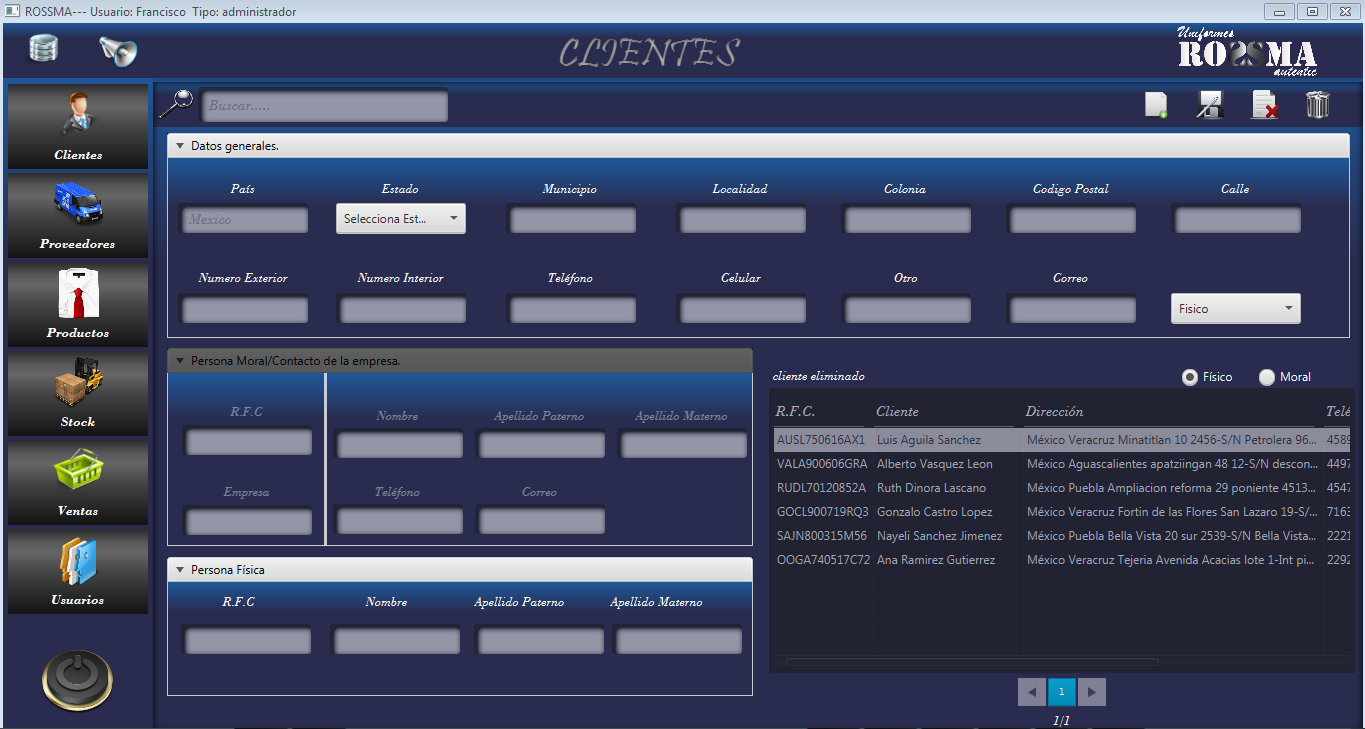 ROSSMA--- Usuario: Francisco Tipo: administrador
CLIENTES
Uniformes
ROSSMA
autentic
Buscar.....
Clientes
Proveedores
Productos
Stock
Ventas
Usuarios
Datos generales.
País Estado Municipio Localidad Colonia Codigo Postal Calle
Mexico Selecciona Est...
Numero Exterior Numero Interior Teléfono Celular Otro Correo
Fisico
Persona Moral/Contacto de la empresa.
R.F.C Nombre Apellido Paterno Apellido Materno
Empresa Teléfono Correo
Persona Física
R.F.C Nombre Apellido Paterno Apellido Materno
cliente eliminado Físico Moral
R.F.C. Cliente Dirección Telé
AUSL750616AX1 Luis Aguila Sanchez México Veracruz Minatitlan 10 2456-S/N Petrolera 96... 4589
VALA900606GRA Alberto Vasquez Leon México Aguascalientes apatziingan 48 12-S/N descon... 4497
RUDL70120852A Ruth Dinora Lascano México Puebla Ampliacion reforma 29 poniente 4513... 4547
GOCL900719RQ3 Gonzalo Castro Lopez México Veracruz Fortin de las Flores San Lazaro 19-S/... 7163
SAJN800315M56 Nayeli Sanchez Jimenez México Puebla Bella Vista 20 sur 2539-S/N Bella Vista... 2221
OOGA740517C72 Ana Ramirez Gutierrez México Veracruz Tejeria Avenida Acacias lote 1-Int pi... 2292
1
1/1